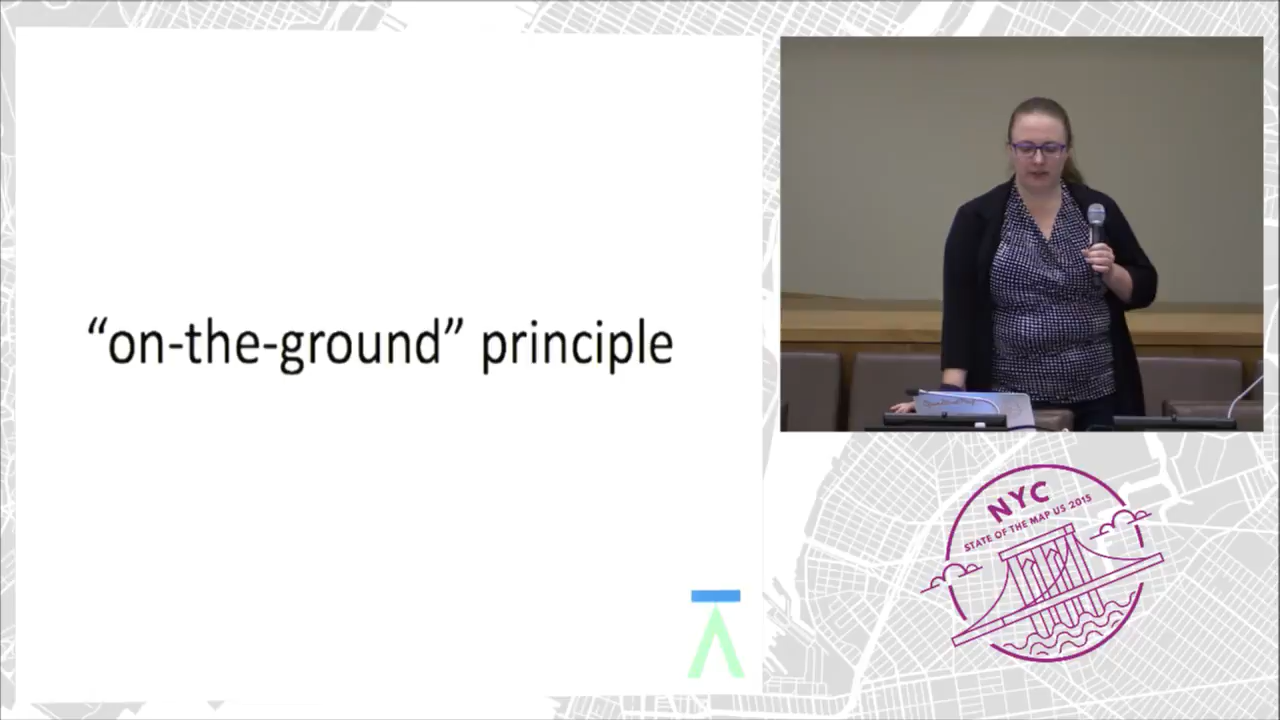 “on-the-ground” principle
NYC
STATE OF THE MAP US 2015